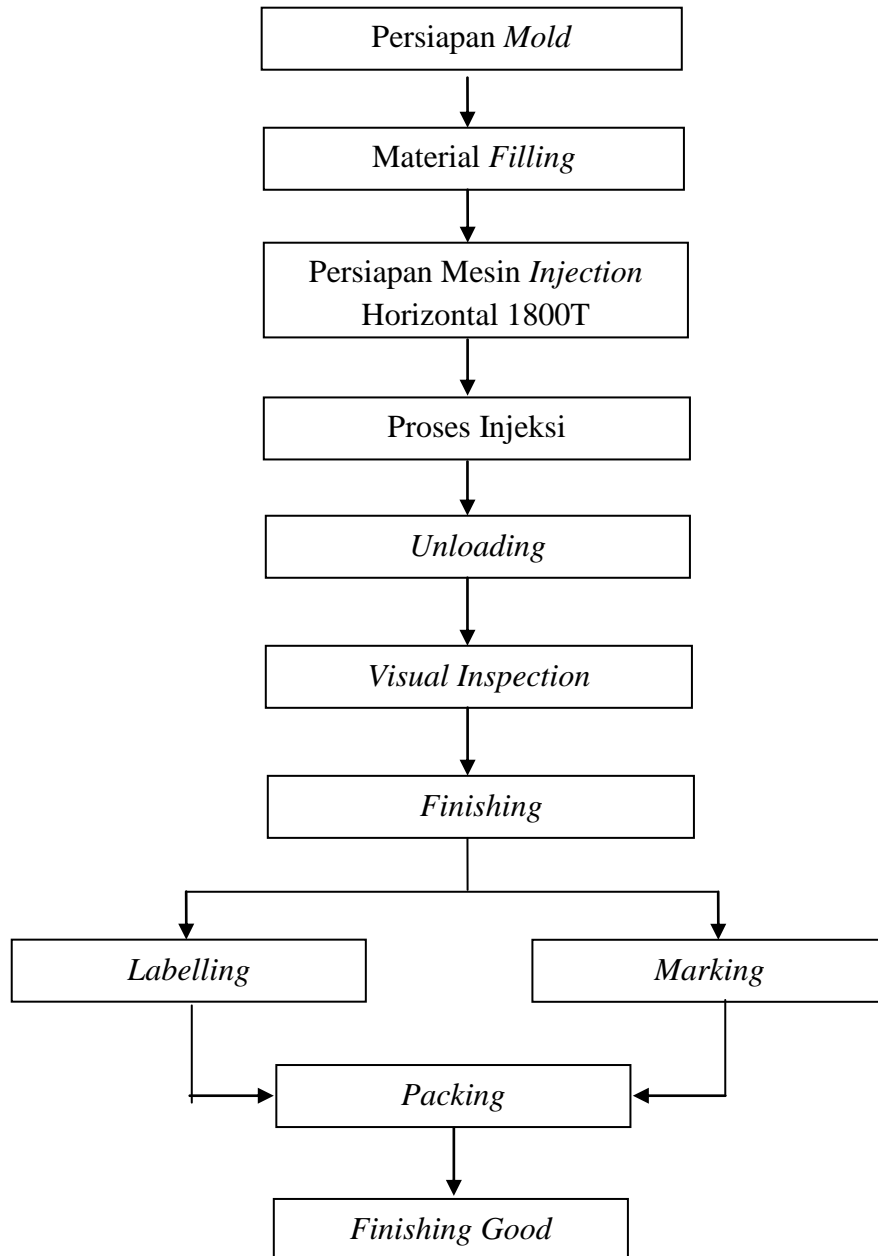 Persiapan Mold
Material Filling
Persiapan Mesin Injection
Horizontal 1800T
Proses Injeksi
Unloading
Visual Inspection
Finishing
Labelling
Marking
Packing
Finishing Good